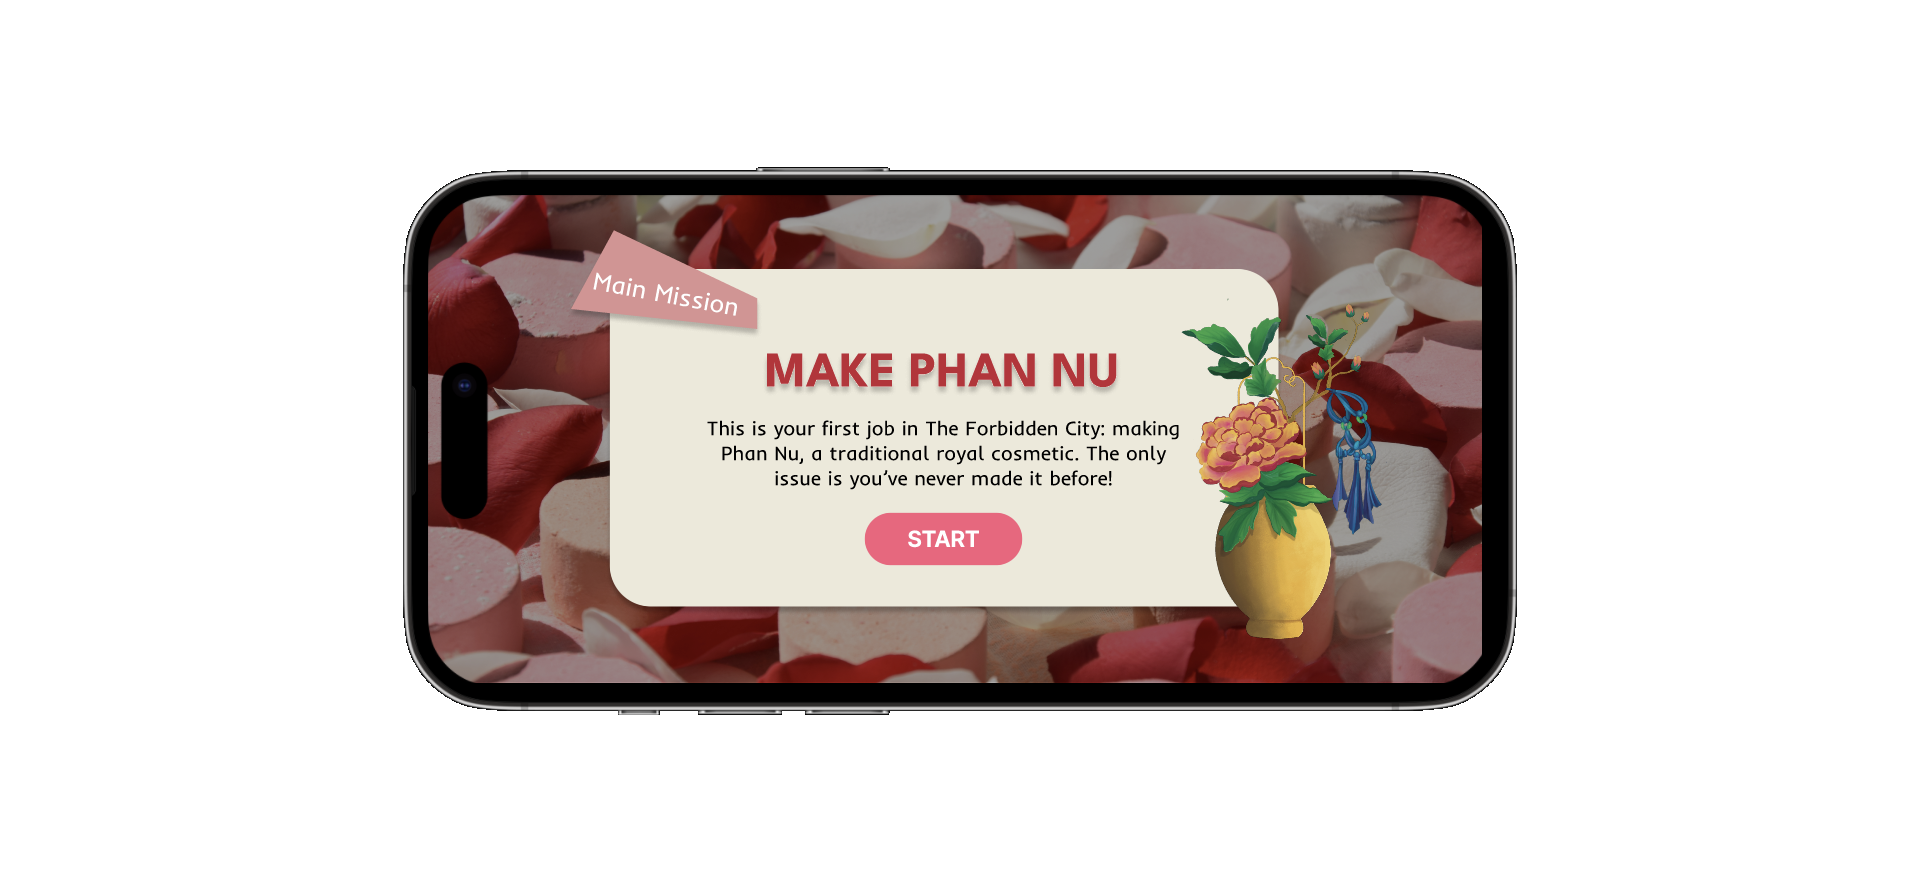 Main Mission
MAKE PHAN NU
This is your first job in The Forbidden City: making
Phan Nu, a traditional royal cosmetic. The only
issue is you’ve never made it before!
START